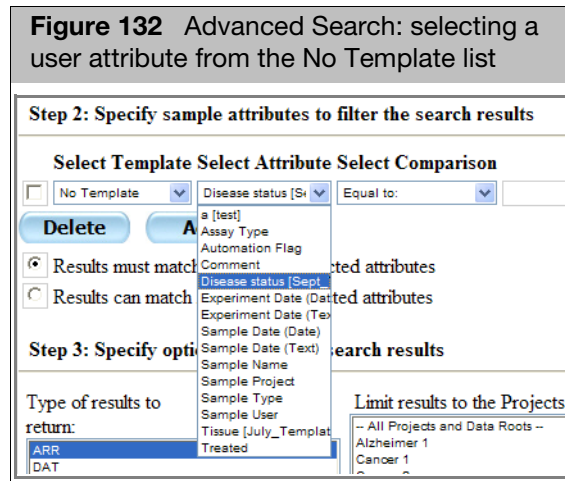 Figure 132 Advanced Search: selecting a
user attribute from the No Template list
Step 2: Specify sample attributes to filter the search results
Select Template Select Attribute Select Comparison
No Template Disease status [Se Equal to:
Delete A
a [test]
Assay Type
Automation Flag
Comment
Disease status [Sept_
Experiment Date (Dat
Experiment Date (Tex
Sample Date (Date)
Sample Date (Text)
Sample Name
Sample Project
Sample Type
Sample User
Tissue [July_Templat
Treated
Results must match cted attributes
Results can match ted attributes
Step 3: Specify opti earch results
Type of results to
return:
ARR
DAT
Limit results to the Projects
-- All Projects and Data Roots --
Alzheimer 1
Cancer 1